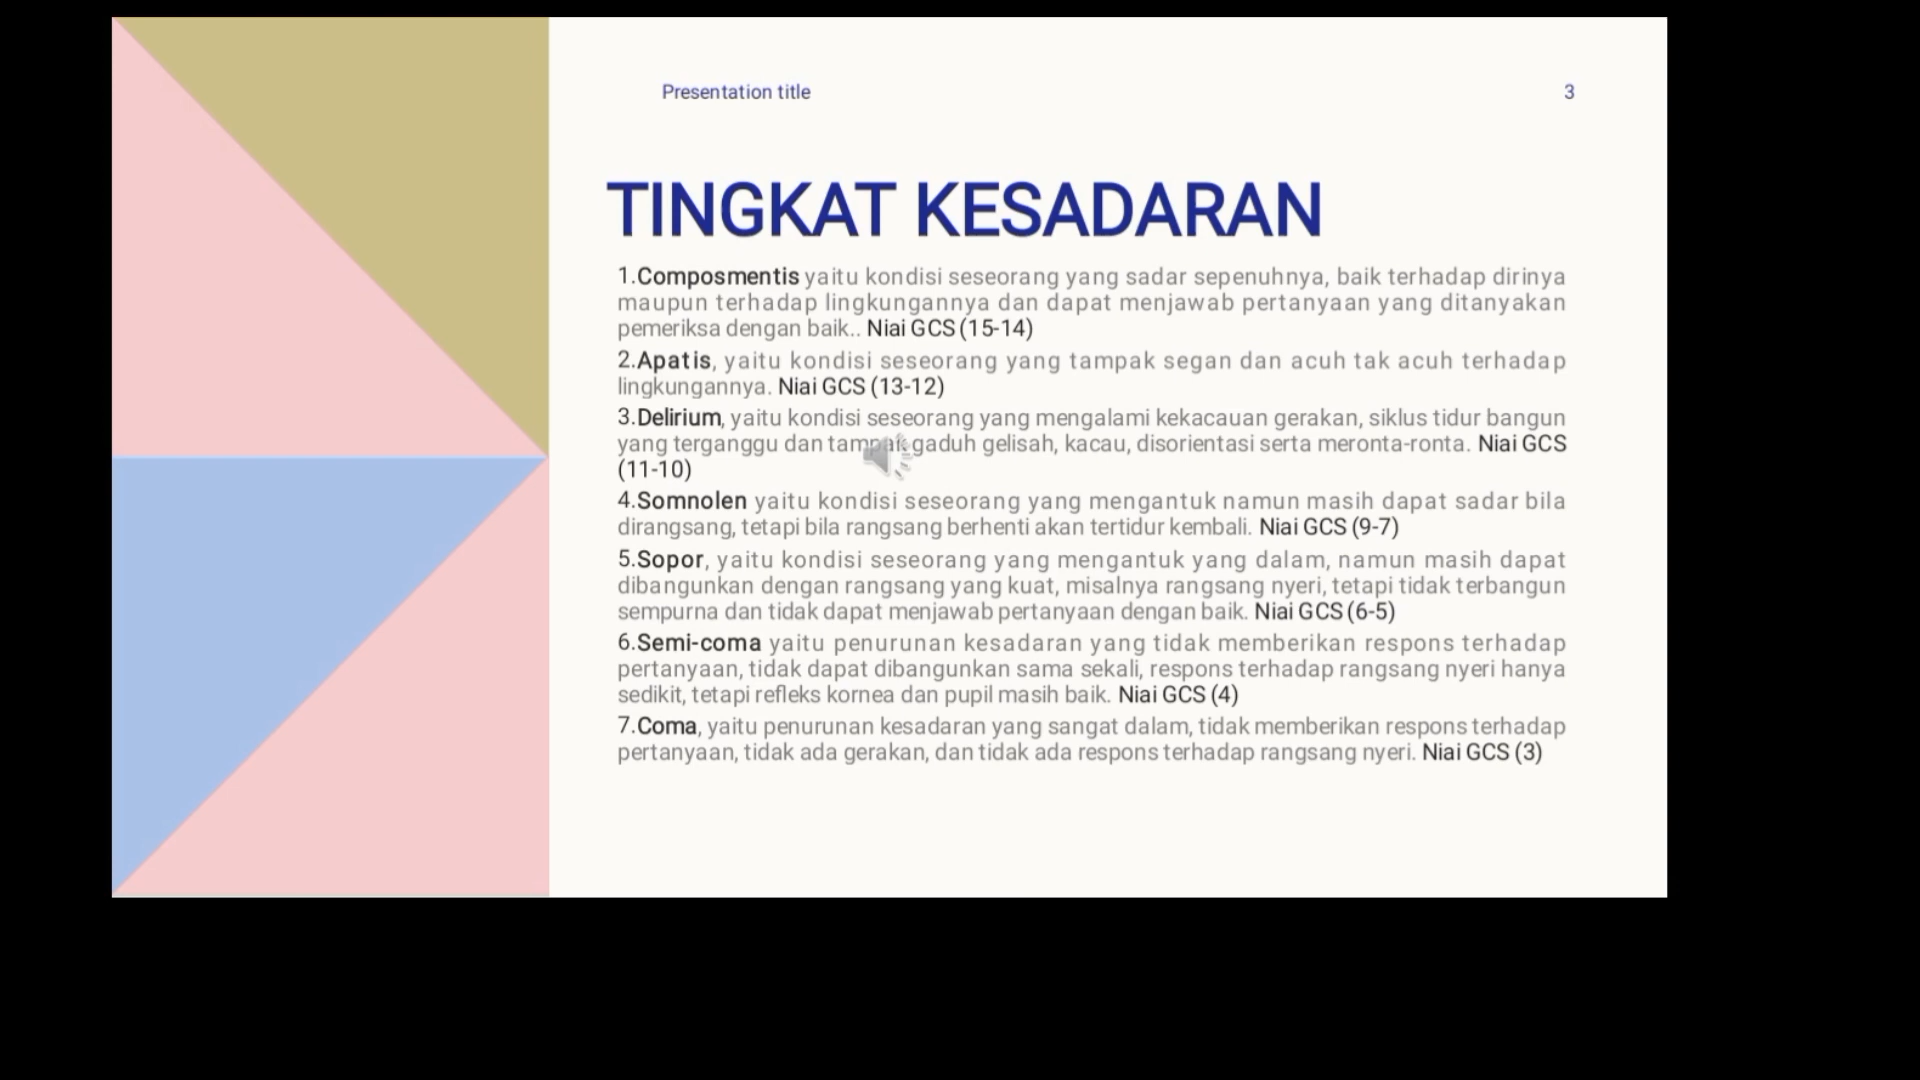 Presentation title
3
TINGKAT KESADARAN
1.Composmentis yaitu kondisi seseorang yang sadar sepenuhnya, baik terhadap dirinya
maupun terhadap lingkungannya dan dapat menjawab pertanyaan yang ditanyakan
pemeriksa dengan baik.. Niai GCS (15-14)
2.Apatis, yaitu kondisi seseorang yang tampak segan dan acuh tak acuh terhadap
lingkungannya. Niai GCS (13-12)
3.Delirium, yaitu kondisi seseorang yang mengalami kekacauan gerakan, siklus tidur bangun
yang terganggu dan tampak gaduh gelisah, kacau, disorientasi serta meronta-ronta. Niai GCS
(11-10)
4.Somnolen yaitu kondisi seseorang yang mengantuk namun masih dapat sadar bila
dirangsang, tetapi bila rangsang berhenti akan tertidur kembali. Niai GCS (9-7)
5.Sopor, yaitu kondisi seseorang yang mengantuk yang dalam, namun masih dapat
dibangunkan dengan rangsang yang kuat, misalnya rangsang nyeri, tetapi tidak terbangun
sempurna dan tidak dapat menjawab pertanyaan dengan baik. Niai GCS (6-5)
6.Semi-coma yaitu penurunan kesadaran yang tidak memberikan respons terhadap
pertanyaan, tidak dapat dibangunkan sama sekali, respons terhadap rangsang nyeri hanya
sedikit, tetapi refleks kornea dan pupil masih baik. Niai GCS (4)
7.Coma, yaitu penurunan kesadaran yang sangat dalam, tidak memberikan respons terhadap
pertanyaan, tidak ada gerakan, dan tidak ada respons terhadap rangsang nyeri. Niai GCS (3)